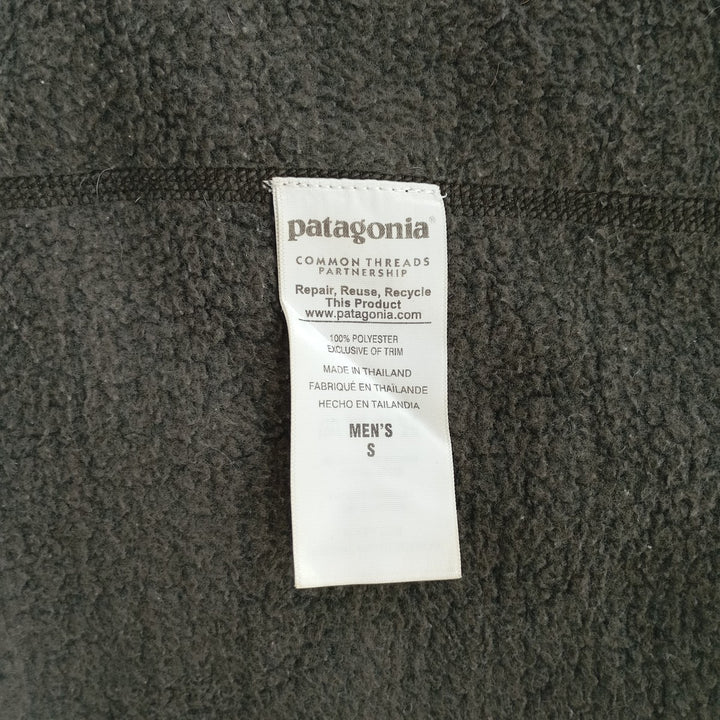 patagonia®
COMMON THREADS
PARTNERSHIP
Repair, Reuse, Recycle
This Product
www.patagonia.com
100% POLYESTER
EXCLUSIVE OF TRIM
MADE IN THAILAND
FABRIQUÉ EN THAÏLANDE
HECHO EN TAILANDIA
MEN'S
S